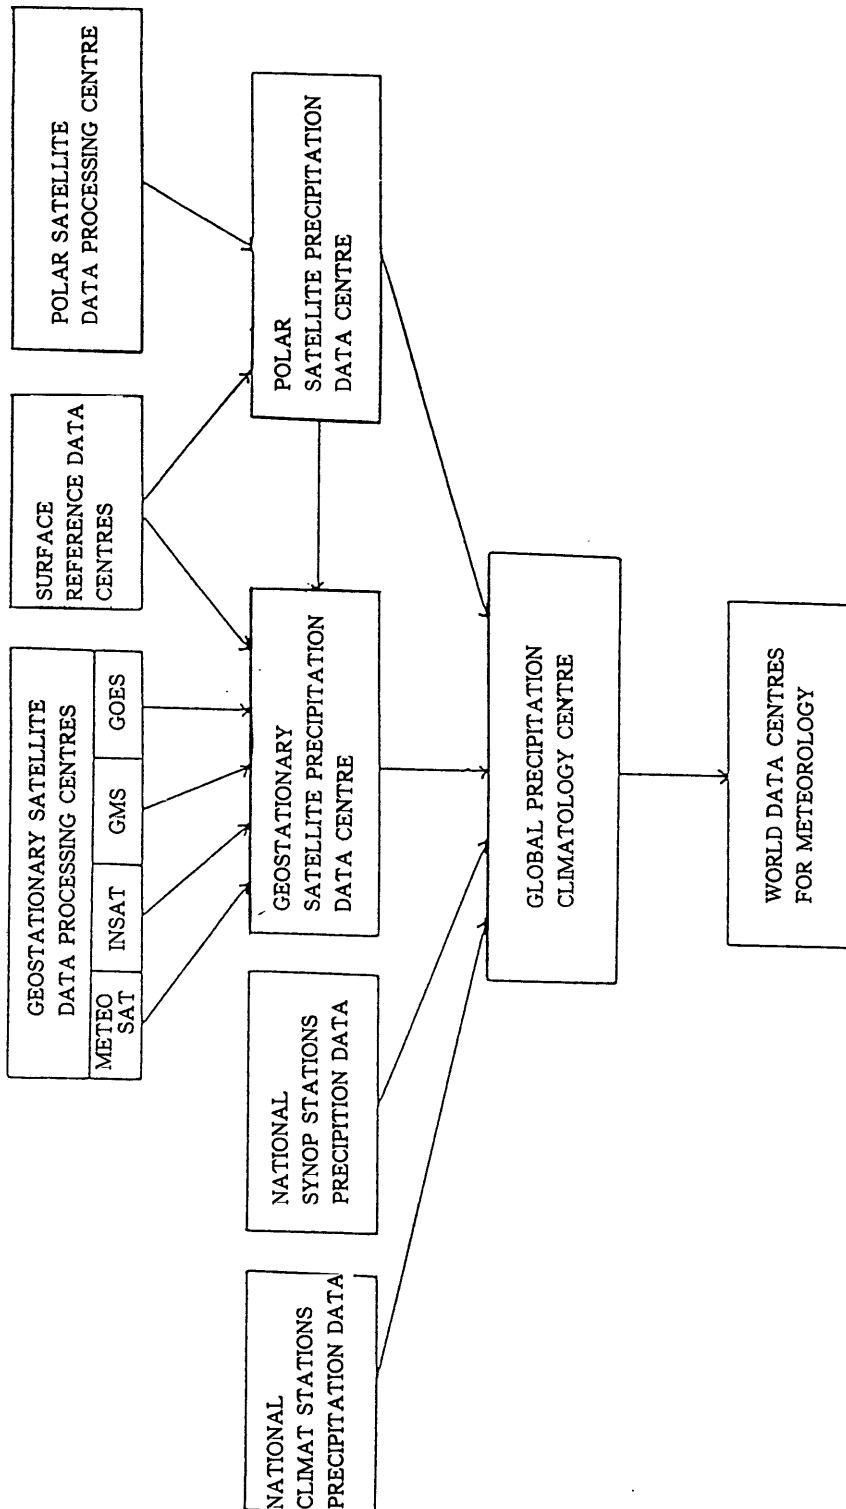 GEOSTATIONARY SATELLITE
DATA PROCESSING CENTRES
METEO
SAT
INSAT
GMS
GOES
SURFACE
REFERENCE DATA
CENTRES
POLAR SATELLITE
DATA PROCESSING CENTRE
NATIONAL
CLIMAT STATIONS
PRECIPITATION DATA
NATIONAL
SYNOP STATIONS
PRECIPITION DATA
GEOSTATIONARY
SATELLITE PRECIPITATION
DATA CENTRE
POLAR
SATELLITE PRECIPITATION
DATA CENTRE
GLOBAL PRECIPITATION
CLIMATOLOGY CENTRE
WORLD DATA CENTRES
FOR METEOROLOGY